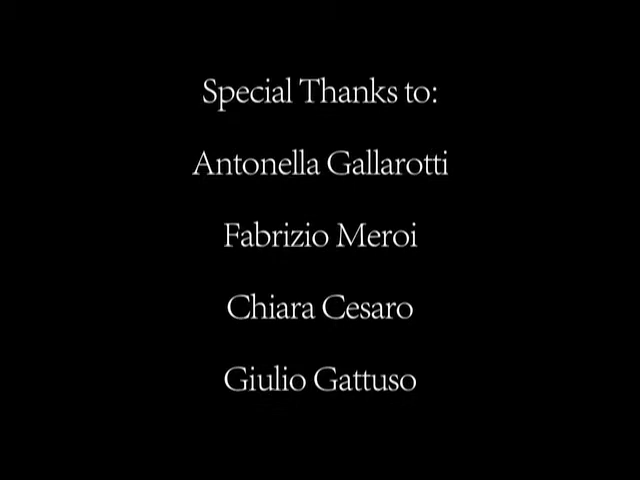 Special Thanks to:
Antonella Gallarotti
Fabrizio Meroi
Chiara Cesaro
Giulio Gattuso